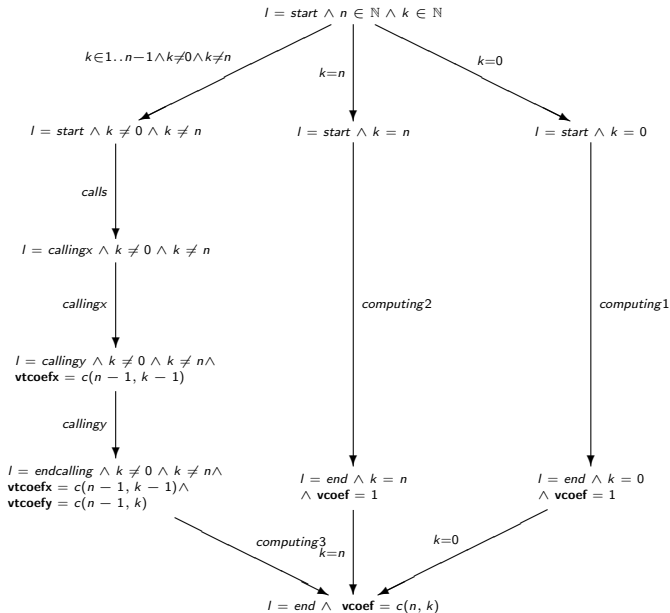 l = start ∧ n ∈ ℕ ∧ k ∈ ℕ
k∈1..n−1∧k≠0∧k≠n
k=n
k=0
l = start ∧ k ≠ 0 ∧ k ≠ n
l = start ∧ k = n
l = start ∧ k = 0
calls
l = callingx ∧ k ≠ 0 ∧ k ≠ n
callingx
computing2
computing1
l = callingy ∧ k ≠ 0 ∧ k ≠ n∧
vtcoefx = c(n − 1, k − 1)
callingy
l = endcalling ∧ k ≠ 0 ∧ k ≠ n∧
vtcoefx = c(n − 1, k − 1)∧
vtcoefy = c(n − 1, k)
l = end ∧ k = n
∧ vcoef = 1
l = end ∧ k = 0
∧ vcoef = 1
computing3
k=n
k=0
l = end ∧ vcoef = c(n, k)